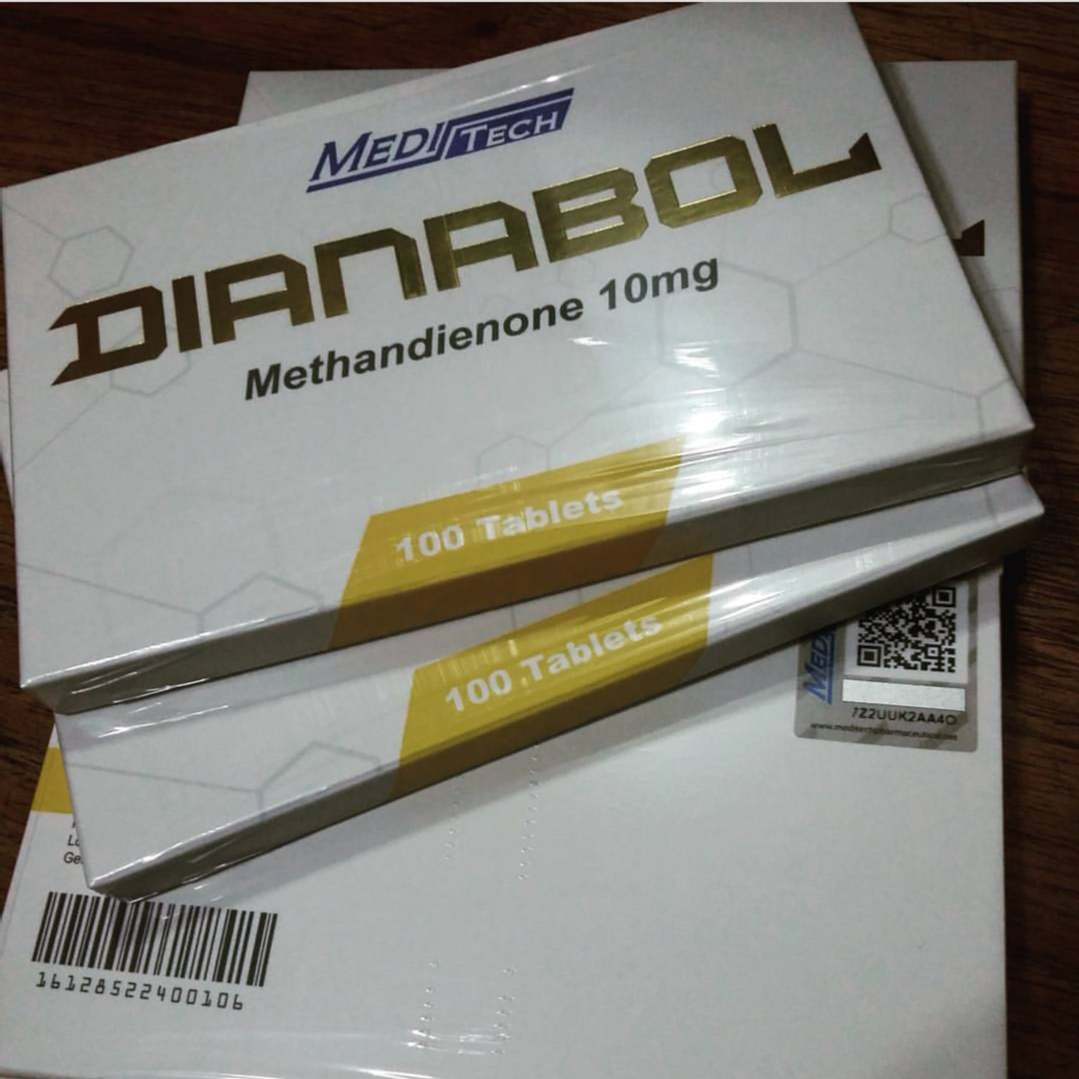 MEDITECH
DIANABOL
Methandienone 10mg
100 Tablets
100 Tablets
7Z2UUK2AA4O
16128522400106